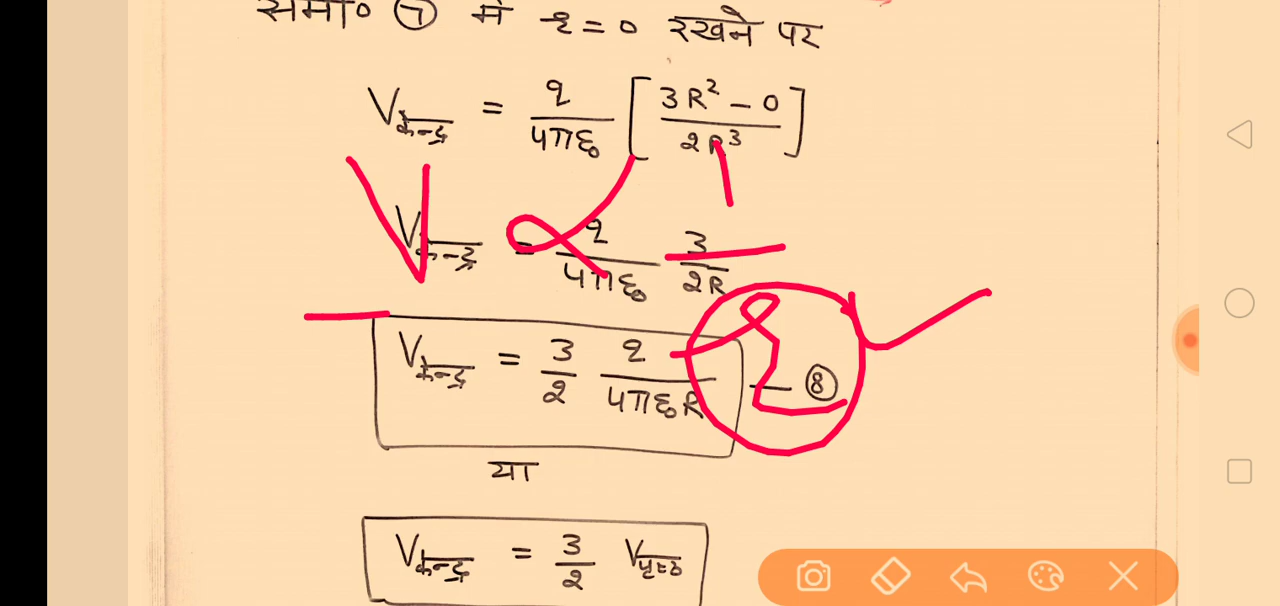 समी० ⑦ में r=0 रखने पर
V केन्द्र = q/4πε₀ [3R² − 0 / 2R³]
V केन्द्र = q/4πε₀ 3/2R
V केन्द्र = 3/2 q/4πε₀R — ⑧
या
V केन्द्र = 3/2 V पृष्ठ